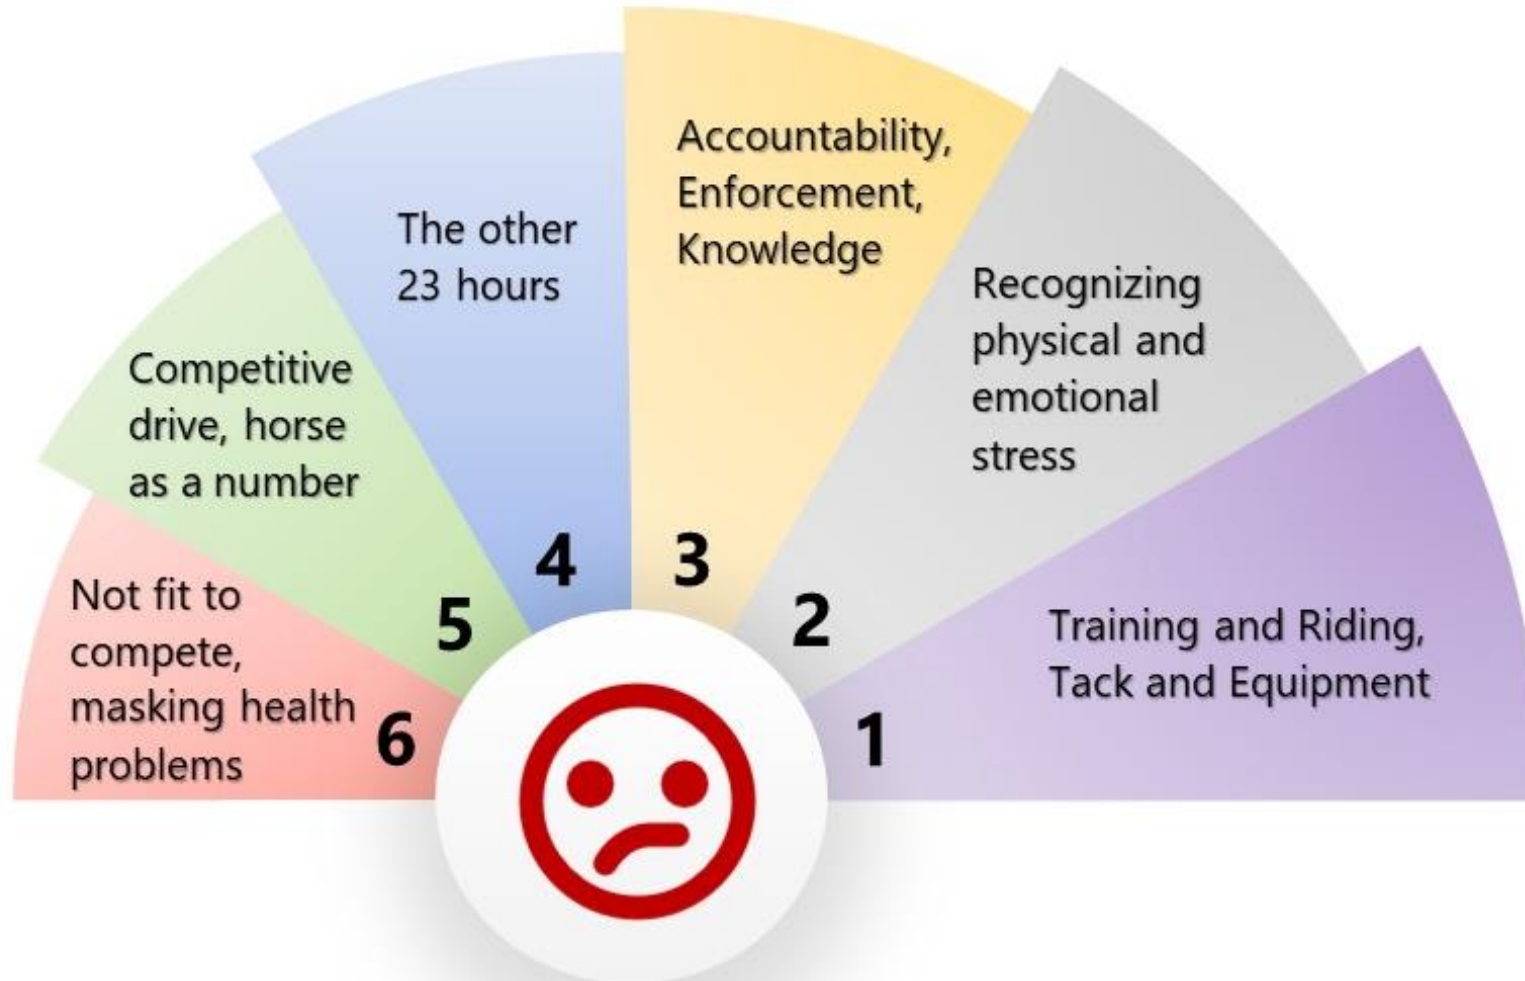 Accountability,
Enforcement,
Knowledge
3
The other
23 hours
4
Recognizing
physical and
emotional
stress
2
Competitive
drive, horse
as a number
5
Training and Riding,
Tack and Equipment
1
Not fit to
compete,
masking health
problems
6